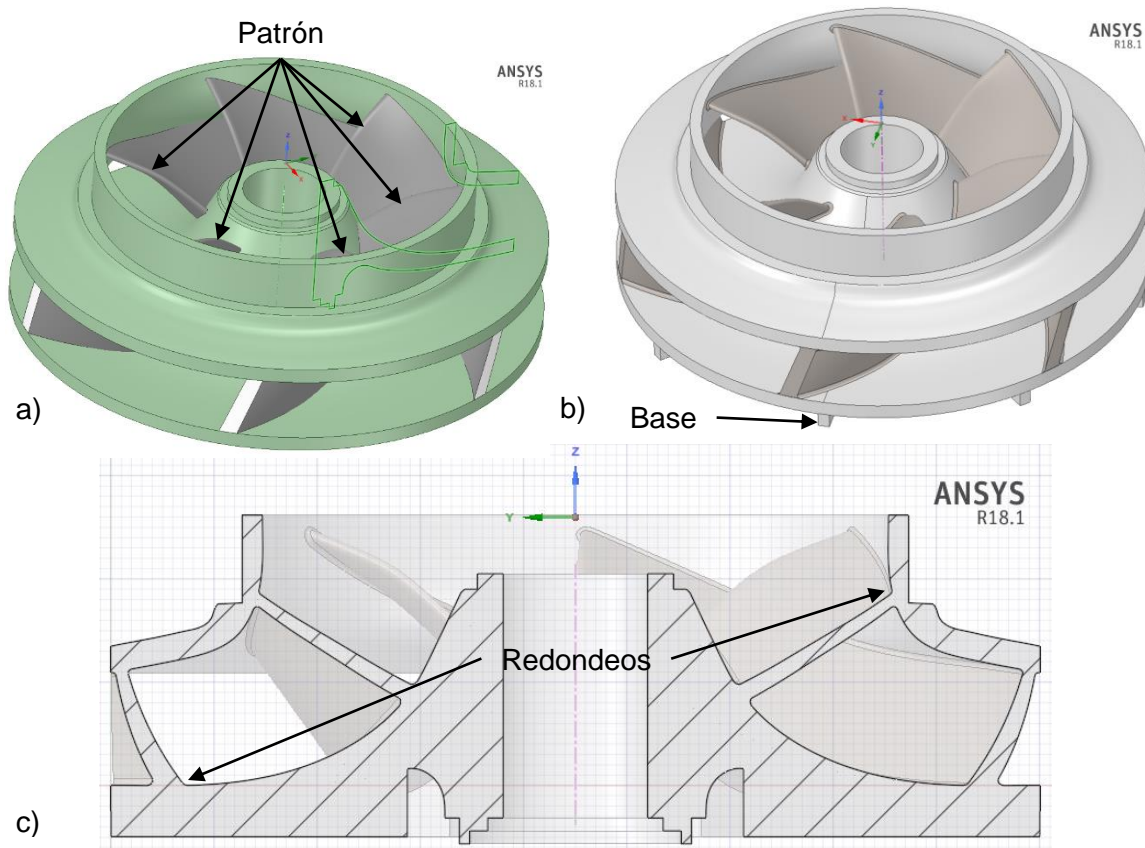 Patrón
ANSYS
R18.1
Z
X
a)
ANSYS
R18.1
Z
X
Y
b)
Base
Z
Y
ANSYS
R18.1
Redondeos
c)